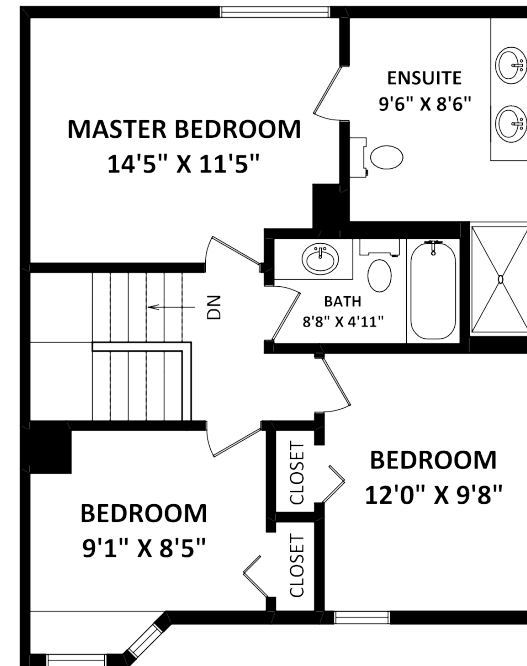 ENSUITE
9'6" X 8'6"
MASTER BEDROOM
14'5" X 11'5"
DN
BATH
8'8" X 4'11"
CLOSET
BEDROOM
12'0" X 9'8"
BEDROOM
9'1" X 8'5"
CLOSET